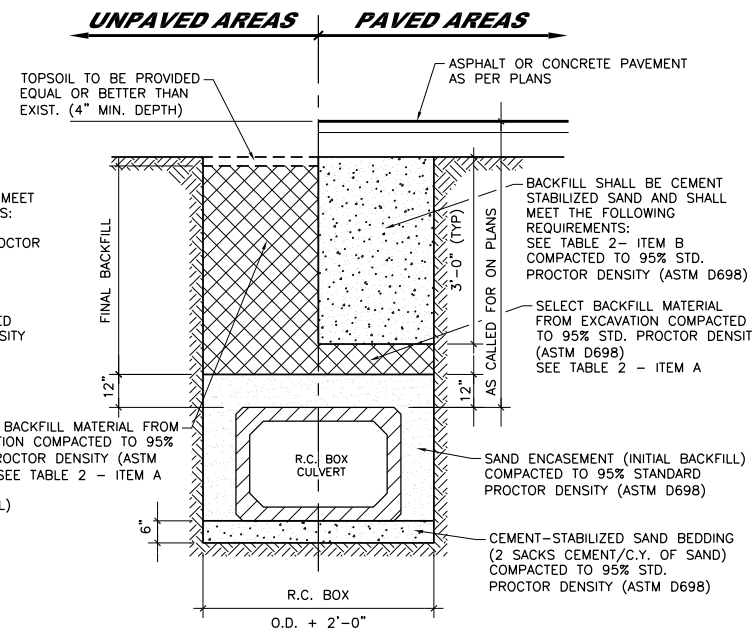 UNPAVED AREAS
PAVED AREAS
TOPSOIL TO BE PROVIDED
EQUAL OR BETTER THAN
EXIST. (4" MIN. DEPTH)
ASPHALT OR CONCRETE PAVEMENT
AS PER PLANS
MEET
S:
OCTOR
ED
SITY
FINAL BACKFILL
12"
3'-0" (TYP)
AS CALLED FOR ON PLANS
12"
BACKFILL SHALL BE CEMENT
STABILIZED SAND AND SHALL
MEET THE FOLLOWING
REQUIREMENTS:
SEE TABLE 2- ITEM B
COMPACTED TO 95% STD.
PROCTOR DENSITY (ASTM D698)
SELECT BACKFILL MATERIAL
FROM EXCAVATION COMPACTED
TO 95% STD. PROCTOR DENSIT
(ASTM D698)
SEE TABLE 2 - ITEM A
BACKFILL MATERIAL FROM
TION COMPACTED TO 95%
ROCTOR DENSITY (ASTM
SEE TABLE 2 - ITEM A
L)
R.C. BOX
CULVERT
SAND ENCASEMENT (INITIAL BACKFILL)
COMPACTED TO 95% STANDARD
PROCTOR DENSITY (ASTM D698)
6"
CEMENT-STABILIZED SAND BEDDING
(2 SACKS CEMENT/C.Y. OF SAND)
COMPACTED TO 95% STD.
PROCTOR DENSITY (ASTM D698)
R.C. BOX
O.D. + 2'-0"